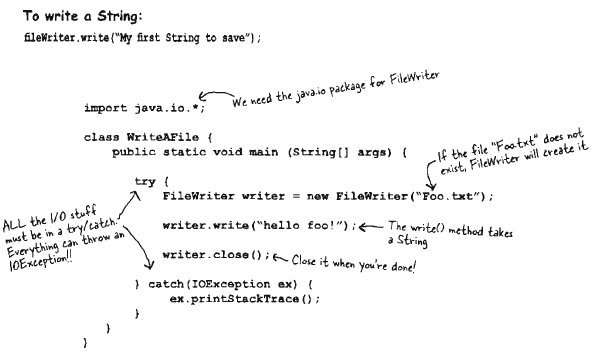 To write a String:
fileWriter.write("My first String to save");
We need the java.io package for FileWriter
import java.io.*;
class WriteAFile {
public static void main (String[] args) {
If the file "Foo.txt" does not
exist, FileWriter will create it.
try {
FileWriter writer = new FileWriter("Foo.txt");
ALL the I/O stuff
must be in a try/catch.
Everything can throw an
IOException!!
writer.write("hello foo!");
The write() method takes
a String
writer.close();
Close it when you're done!
} catch(IOException ex) {
ex.printStackTrace();
}
}
}